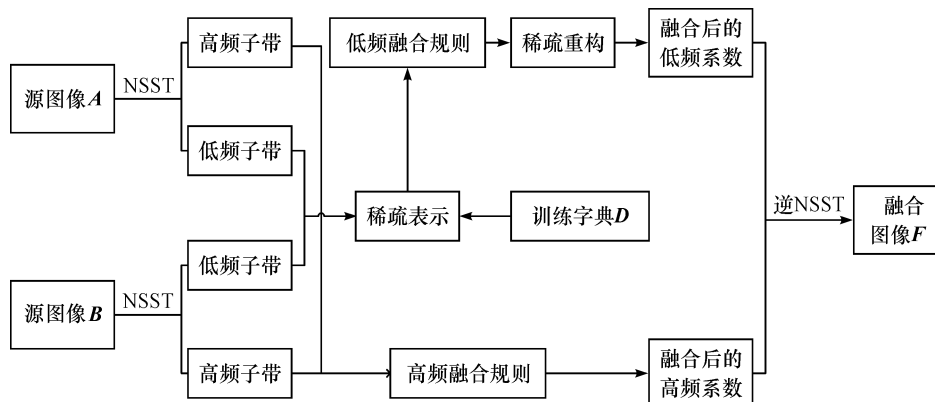 高频子带
低频融合规则
稀疏重构
融合后的
低频系数
源图像A
NSST
低频子带
稀疏表示
训练字典D
逆NSST
融合
图像F
低频子带
源图像B
NSST
高频子带
高频融合规则
融合后的
高频系数